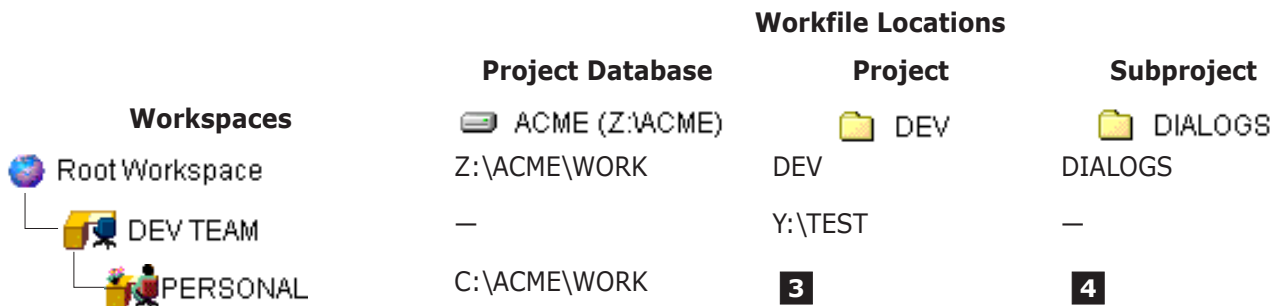 Workfile Locations
Project Database Project Subproject
Workspaces ACME (Z:\ACME) DEV DIALOGS
Root Workspace Z:\ACME\WORK DEV DIALOGS
DEV TEAM — Y:\TEST —
PERSONAL C:\ACME\WORK 3 4